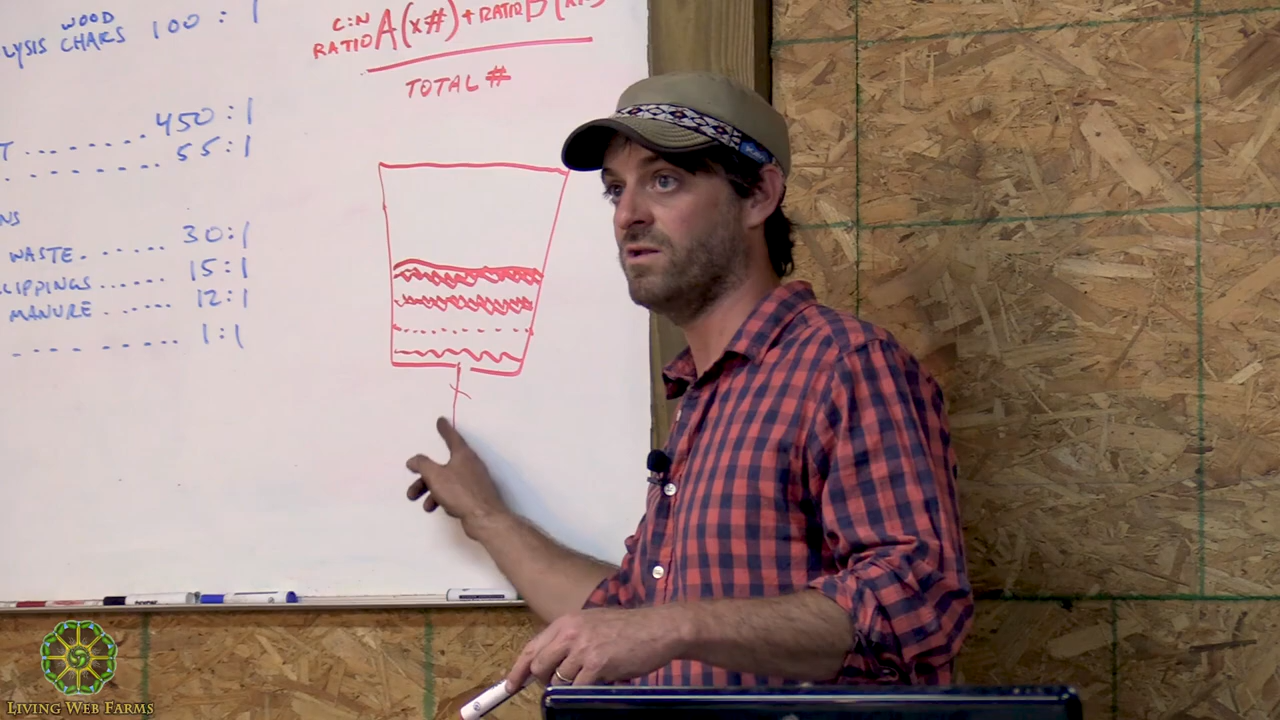 WOOD
LYSIS CHARS 100 : 1
T ....... 450 : 1
. ........ 55 : 1
NS
WASTE. ..... 30 : 1
CLIPPINGS ...... 15 : 1
MANURE ...... 12 : 1
.... ..... 1 : 1
C:N
RATIO A (x#) + RATIO B
TOTAL #
LIVING WEB FARMS